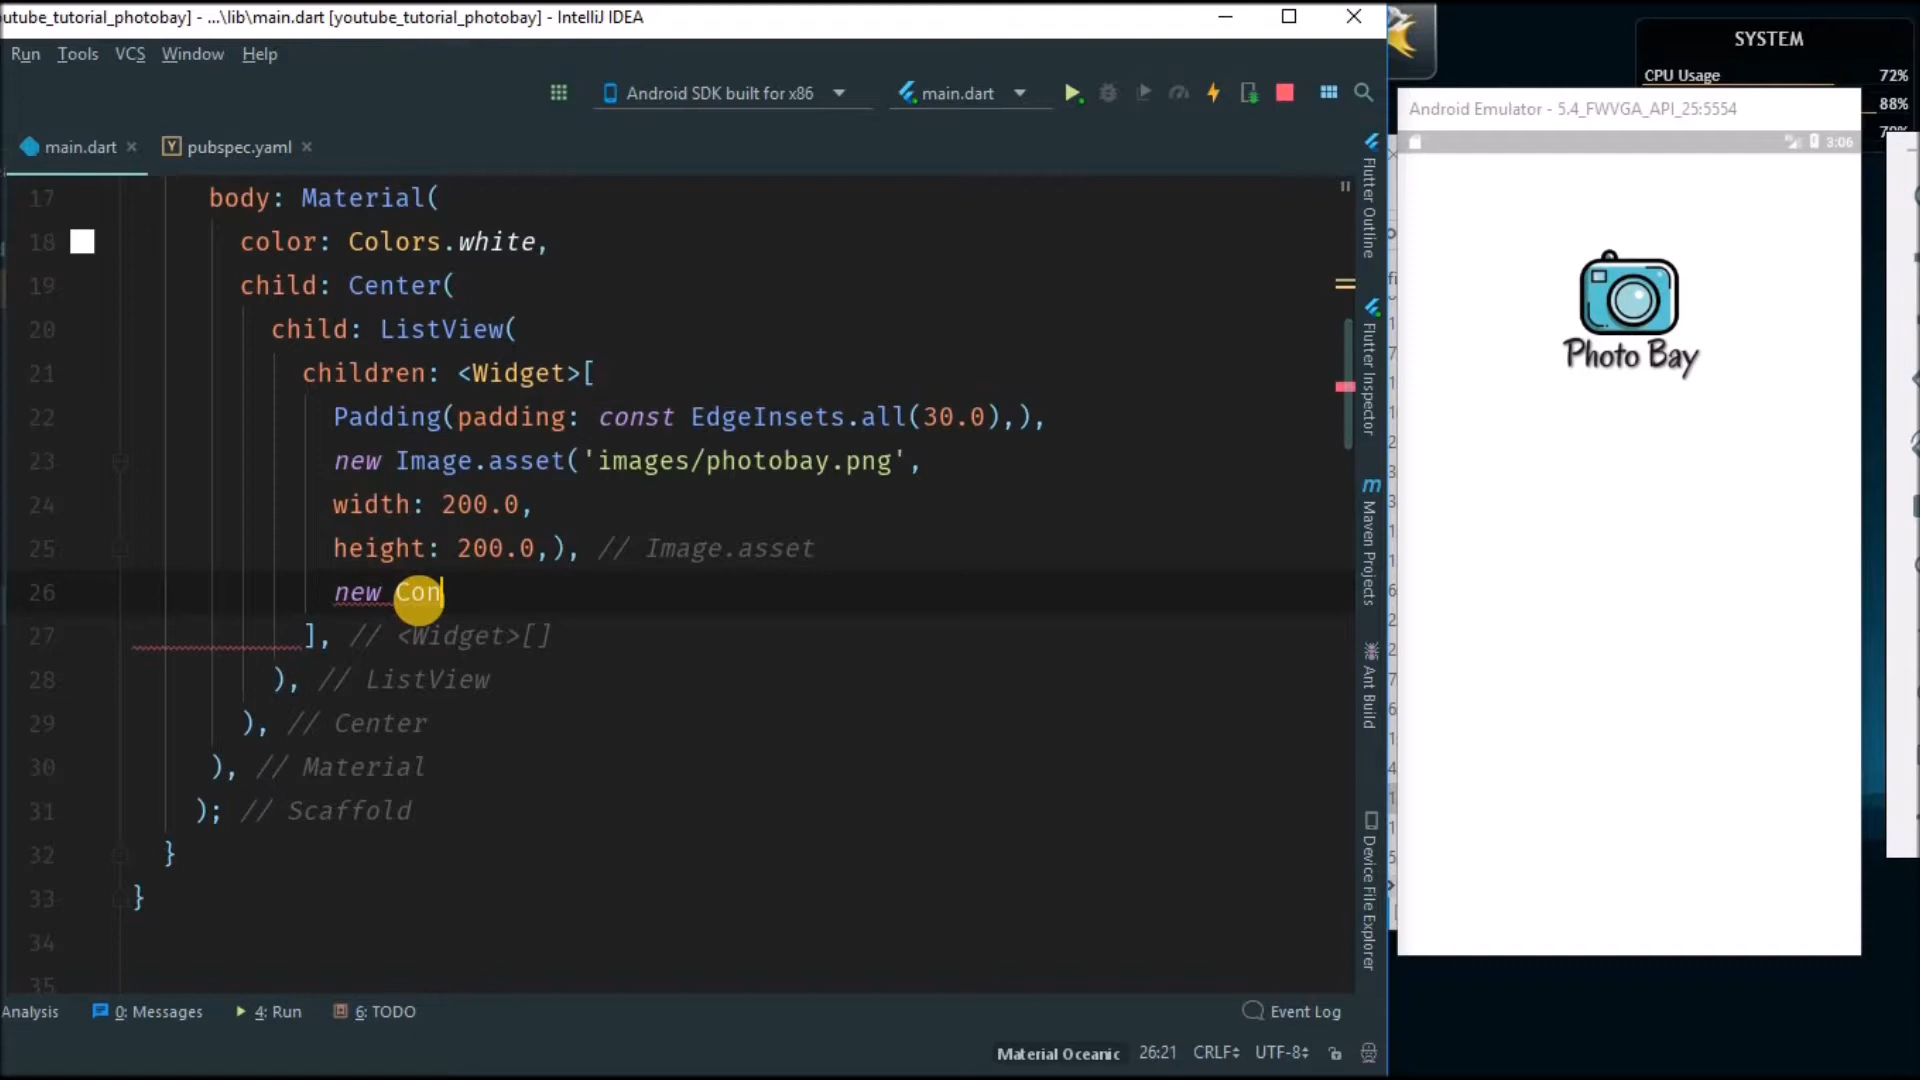 utube_tutorial_photobay] - ...\lib\main.dart [youtube_tutorial_photobay] - IntelliJ IDEA
Run Tools VCS Window Help
Android SDK built for x86
main.dart
main.dart
pubspec.yaml
17 body: Material(
18 color: Colors.white,
19 child: Center(
20 child: ListView(
21 children: <Widget>[
22 Padding(padding: const EdgeInsets.all(30.0),),
23 new Image.asset('images/photobay.png',
24 width: 200.0,
25 height: 200.0,), // Image.asset
26 new Con
27 ], // <Widget>[]
28 ), // ListView
29 ), // Center
30 ), // Material
31 ); // Scaffold
32 }
33 }
34
35
Flutter Outline
Flutter Inspector
Maven Projects
Ant Build
Device File Explorer
Analysis 0: Messages 4: Run 6: TODO
Event Log
Material Oceanic 26:21 CRLF UTF-8
SYSTEM
CPU Usage 72%
88%
Android Emulator - 5.4_FWVGA_API_25:5554
3:06
Photo Bay